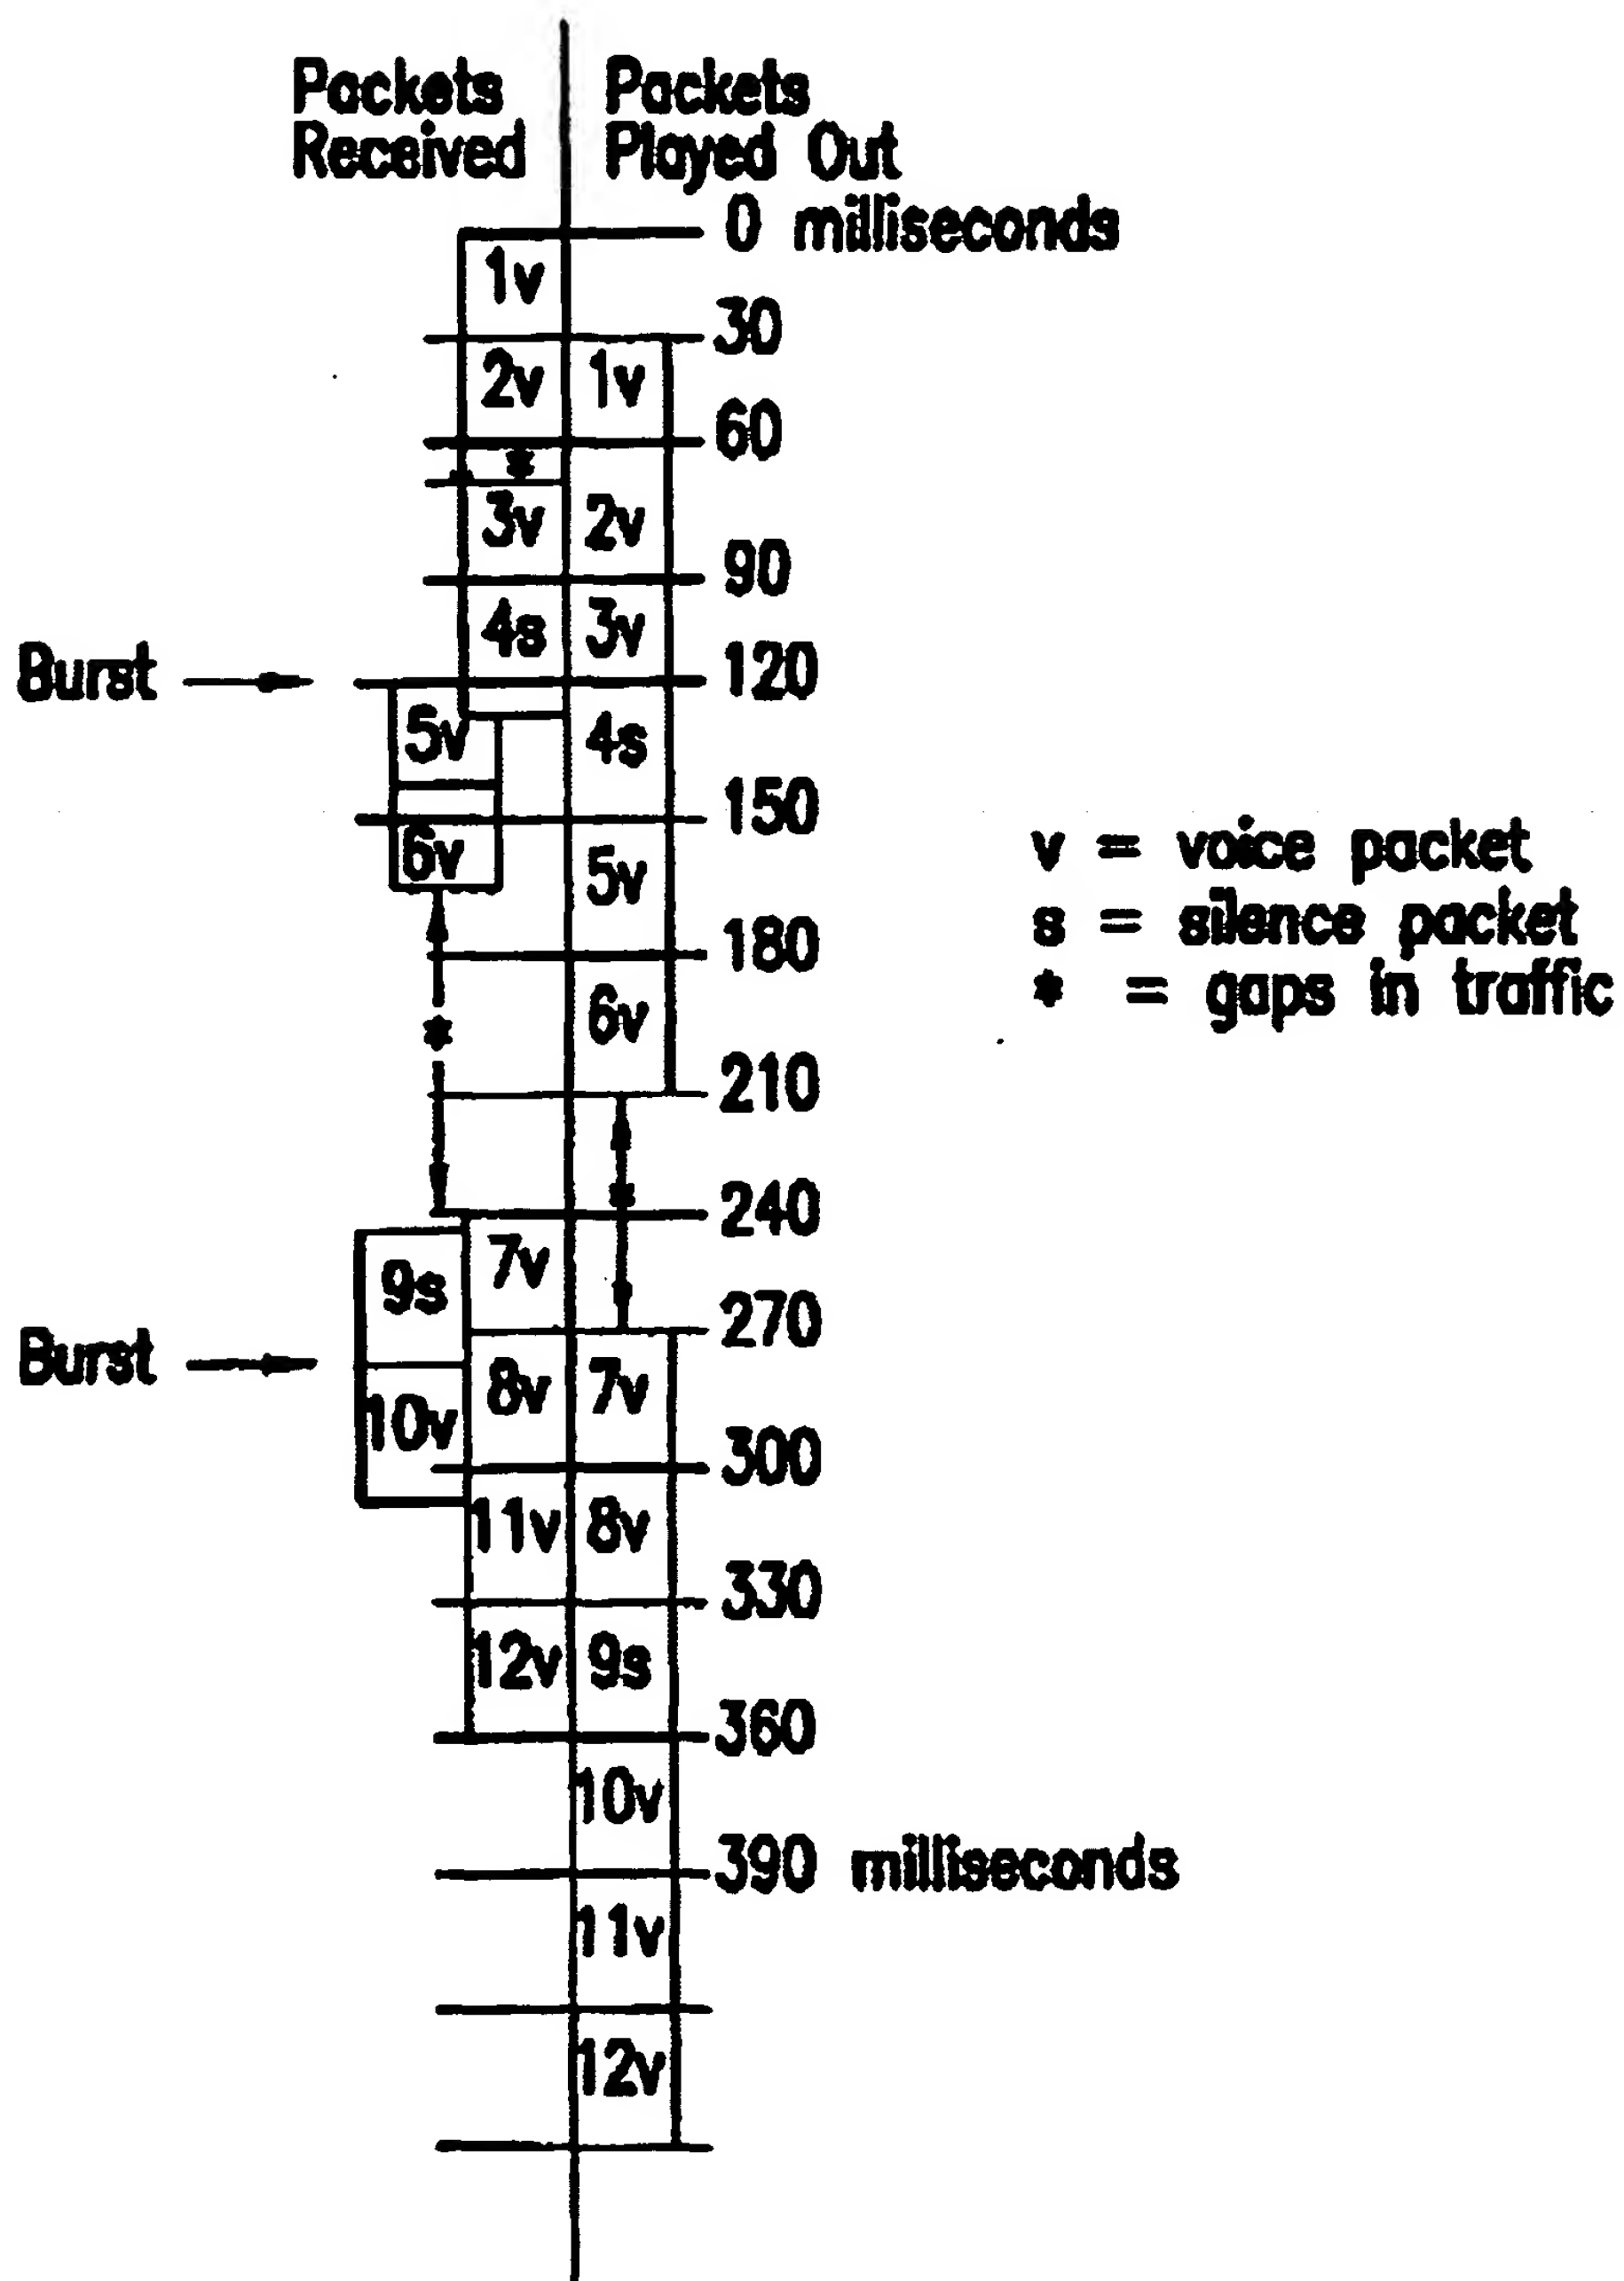 Packets Received
Packets Played Out
0 milliseconds
1v
30
2v 1v
60
*
3v 2v
90
4s 3v
Burst
120
5v 4s
150
6v 5v
180
*
6v
210
*
240
9s 7v
270
Burst
10v 8v 7v
300
11v 8v
330
12v 9s
360
10v
390 milliseconds
11v
12v
v = voice packet
s = silence packet
* = gaps in traffic